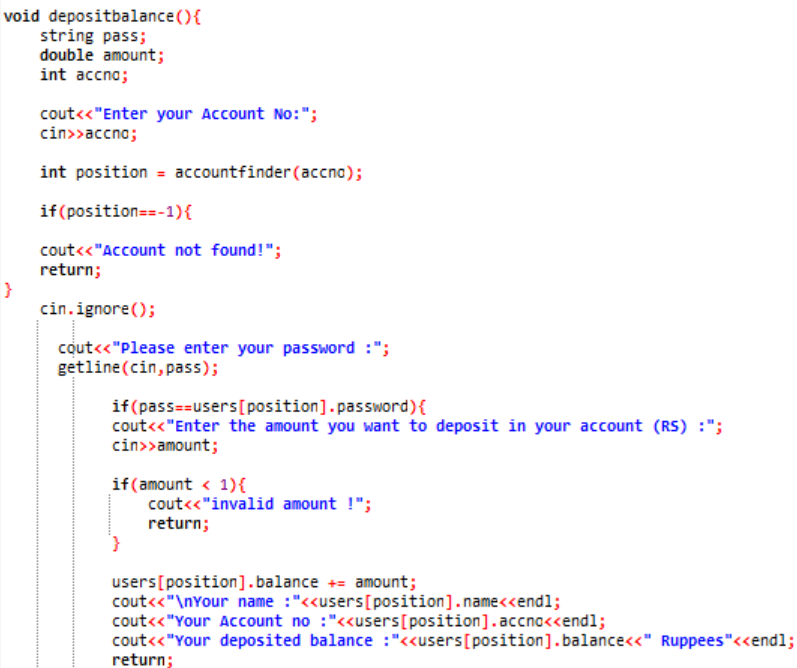 void depositbalance(){
string pass;
double amount;
int accno;
cout<<"Enter your Account No:";
cin>>accno;
int position = accountfinder(accno);
if(position==-1){
cout<<"Account not found!";
return;
}
cin.ignore();
cout<<"Please enter your password :";
getline(cin,pass);
if(pass==users[position].password){
cout<<"Enter the amount you want to deposit in your account (RS) :";
cin>>amount;
if(amount < 1){
cout<<"invalid amount !";
return;
}
users[position].balance += amount;
cout<<"\nYour name :"<<users[position].name<<endl;
cout<<"Your Account no :"<<users[position].accno<<endl;
cout<<"Your deposited balance :"<<users[position].balance<<" Ruppees"<<endl;
return;